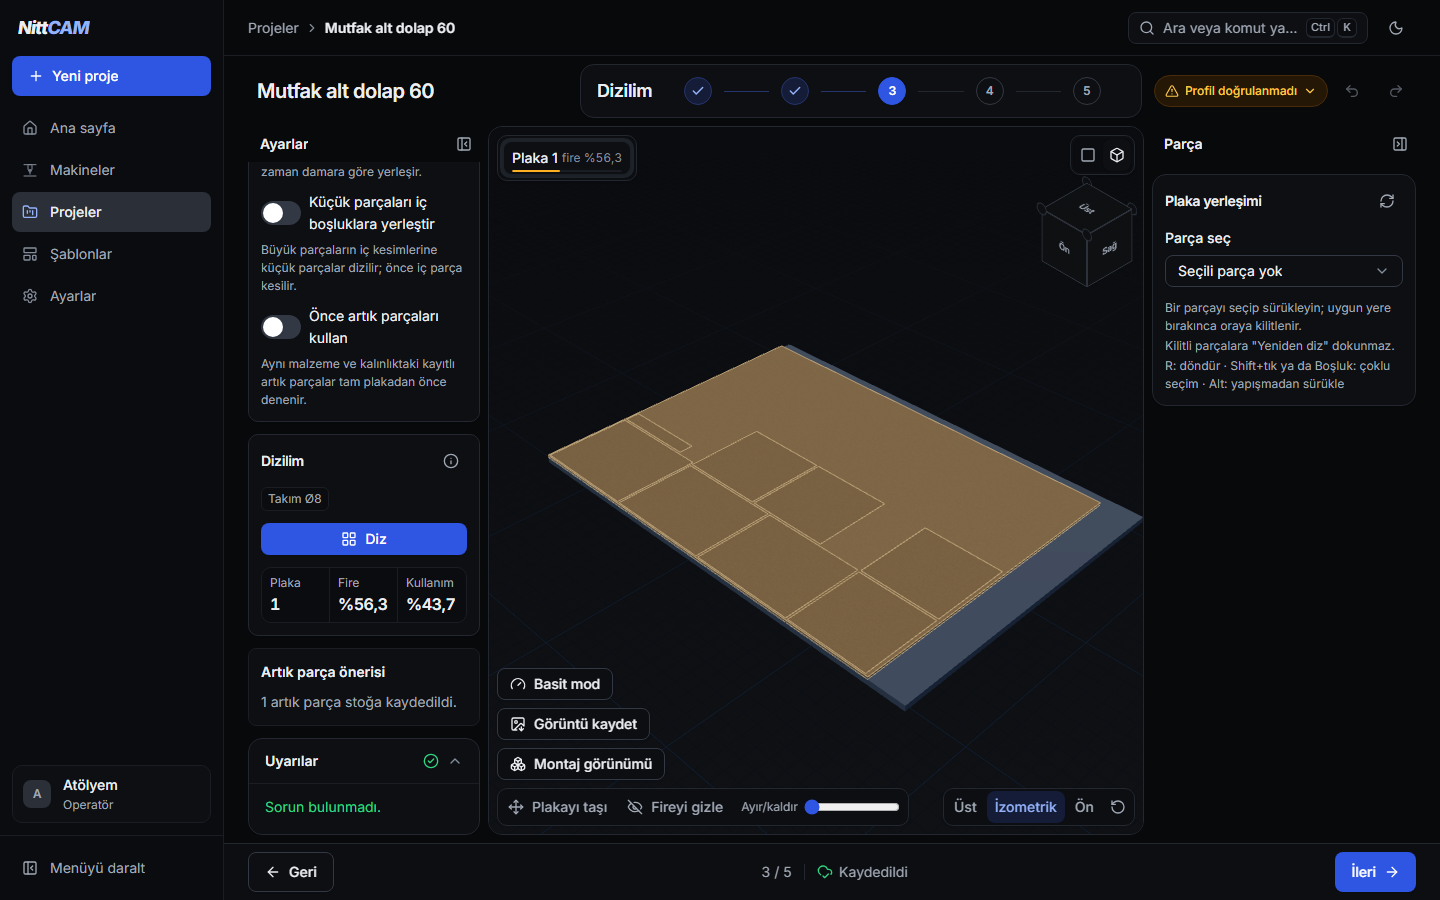 NittCAM
Yeni proje
Ana sayfa
Makineler
Projeler
Şablonlar
Ayarlar
A
Atölyem
Operatör
Menüyü daralt
Projeler > Mutfak alt dolap 60
Ara veya komut ya... Ctrl K
Mutfak alt dolap 60
Dizilim 3 4 5
Profil doğrulanmadı
Ayarlar
zaman damara göre yerleşir.
Küçük parçaları iç
boşluklara yerleştir
Büyük parçaların iç kesimlerine
küçük parçalar dizilir; önce iç parça
kesilir.
Önce artık parçaları
kullan
Aynı malzeme ve kalınlıktaki kayıtlı
artık parçalar tam plakadan önce
denenir.
Dizilim
Takım Ø8
Diz
Plaka Fire Kullanım
1 %56,3 %43,7
Artık parça önerisi
1 artık parça stoğa kaydedildi.
Uyarılar
Sorun bulunmadı.
Plaka 1 fire %56,3
Üst
Ön Sağ
Basit mod
Görüntü kaydet
Montaj görünümü
Plakayı taşı Fireyi gizle Ayır/kaldır
Üst İzometrik Ön
Parça
Plaka yerleşimi
Parça seç
Seçili parça yok
Bir parçayı seçip sürükleyin; uygun yere
bırakınca oraya kilitlenir.
Kilitli parçalara "Yeniden diz" dokunmaz.
R: döndür · Shift+tık ya da Boşluk: çoklu
seçim · Alt: yapışmadan sürükle
Geri
3 / 5 Kaydedildi
İleri